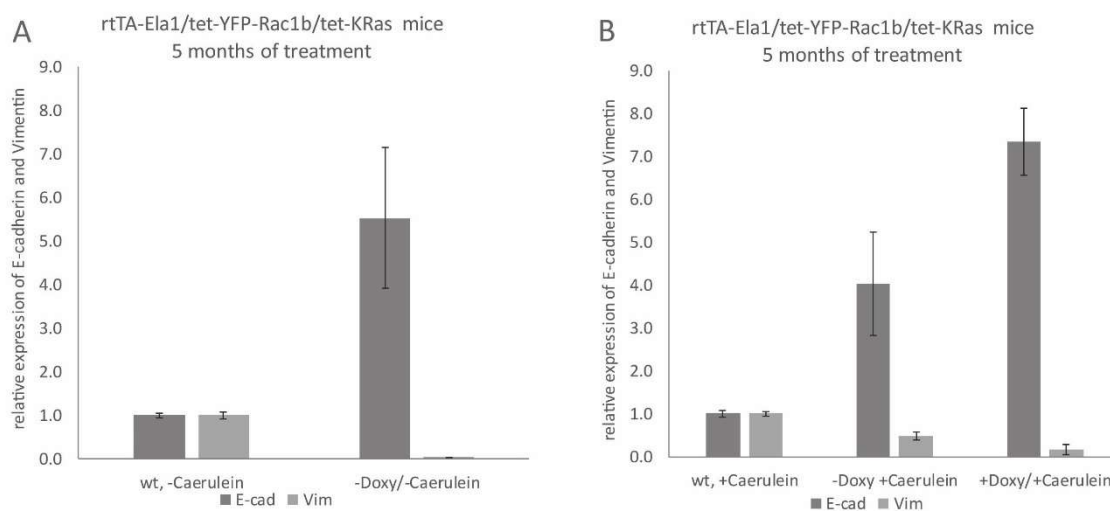 A
rtTA-Ela1/tet-YFP-Rac1b/tet-KRas mice
5 months of treatment
relative expression of E-cadherin and Vimentin
9.0
8.0
7.0
6.0
5.0
4.0
3.0
2.0
1.0
0.0
wt, -Caerulein
-Doxy/-Caerulein
E-cad Vim
B
rtTA-Ela1/tet-YFP-Rac1b/tet-KRas mice
5 months of treatment
relative expression of E-cadherin and Vimentin
9.0
8.0
7.0
6.0
5.0
4.0
3.0
2.0
1.0
0.0
wt, +Caerulein
-Doxy +Caerulein
+Doxy/+Caerulein
E-cad Vim